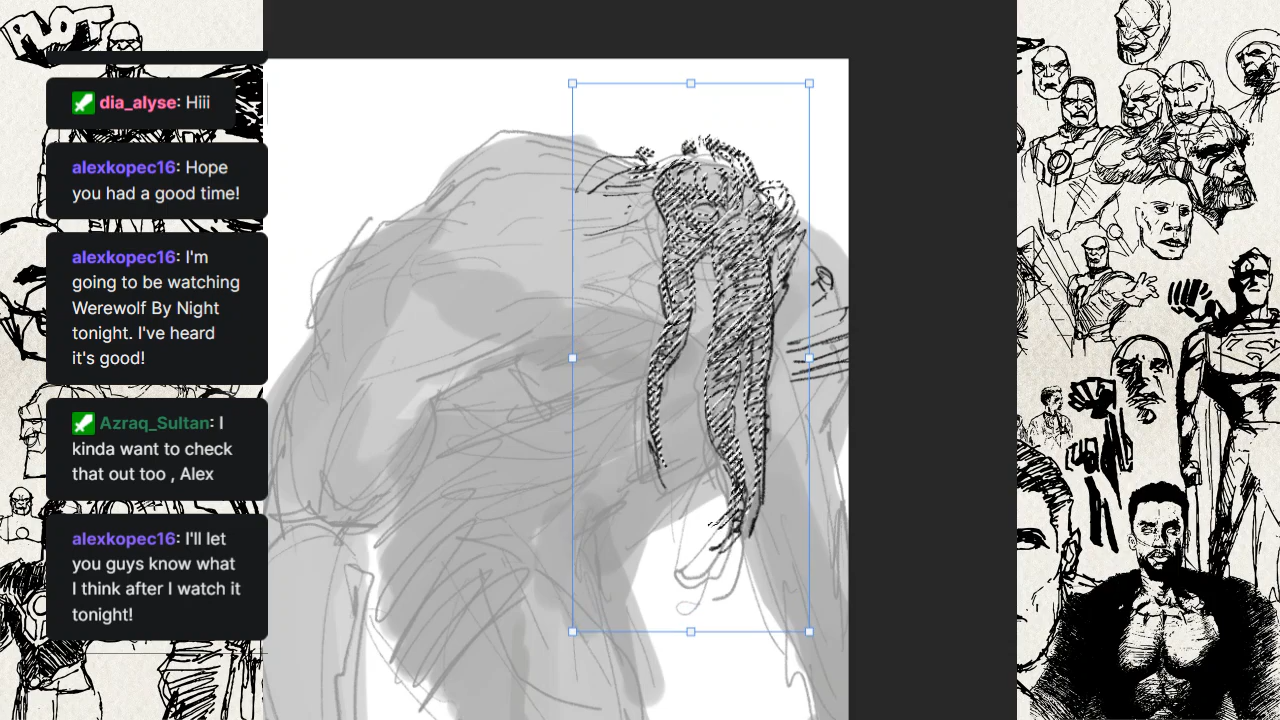 PLOT
dia_alyse: Hiii
alexkopec16: Hope
you had a good time!
alexkopec16: I'm
going to be watching
Werewolf By Night
tonight. I've heard
it's good!
Azraq_Sultan: I
kinda want to check
that out too , Alex
alexkopec16: I'll let
you guys know what
I think after I watch it
tonight!